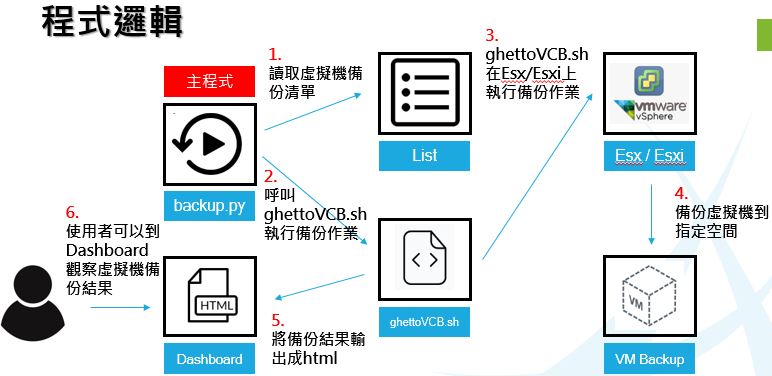 程式邏輯
主程式
backup.py
1.
讀取虛擬機備
份清單
List
2.
呼叫
ghettoVCB.sh
執行備份作業
ghettoVCB.sh
3.
ghettoVCB.sh
在Esx/Esxi上
執行備份作業
vmware
vSphere
Esx / Esxi
4.
備份虛擬機到
指定空間
VM
VM Backup
5.
將備份結果輸
出成html
HTML
Dashboard
6.
使用者可以到
Dashboard
觀察虛擬機備
份結果